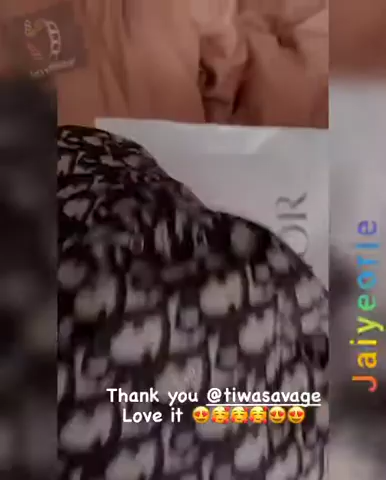 Thank you @tiwasavage
Love it 😍🥰🥰🥰😍😍
Jaiyeorie
OR